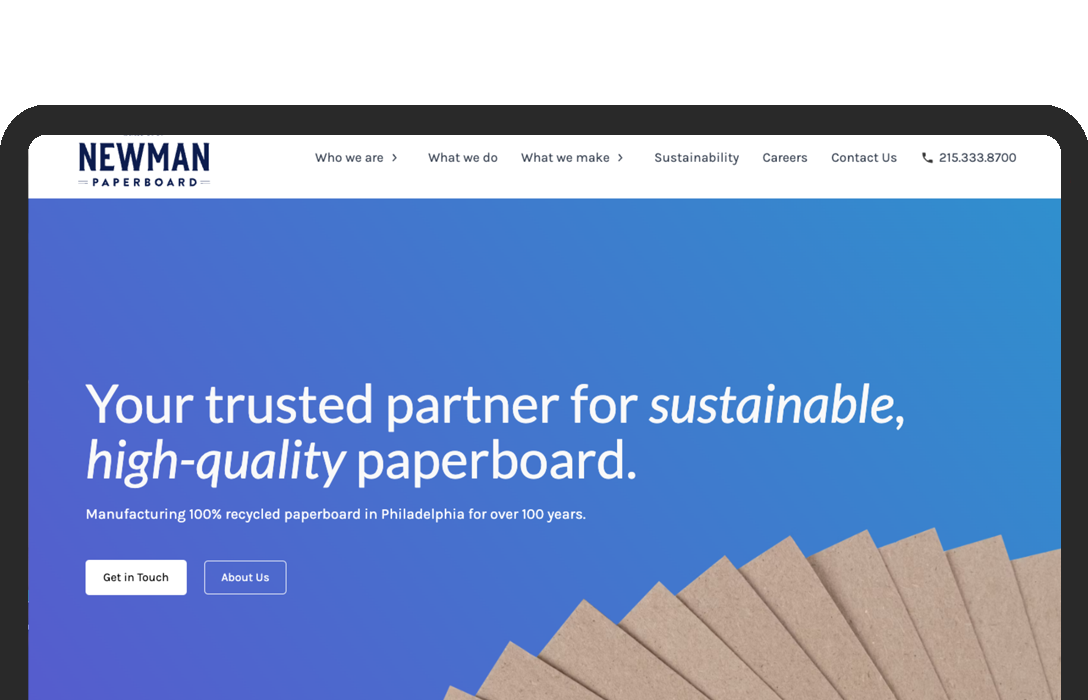 NEWMAN
PAPERBOARD
Who we are
What we do
What we make
Sustainability
Careers
Contact Us
215.333.8700
Your trusted partner for sustainable,
high-quality paperboard.
Manufacturing 100% recycled paperboard in Philadelphia for over 100 years.
Get in Touch
About Us